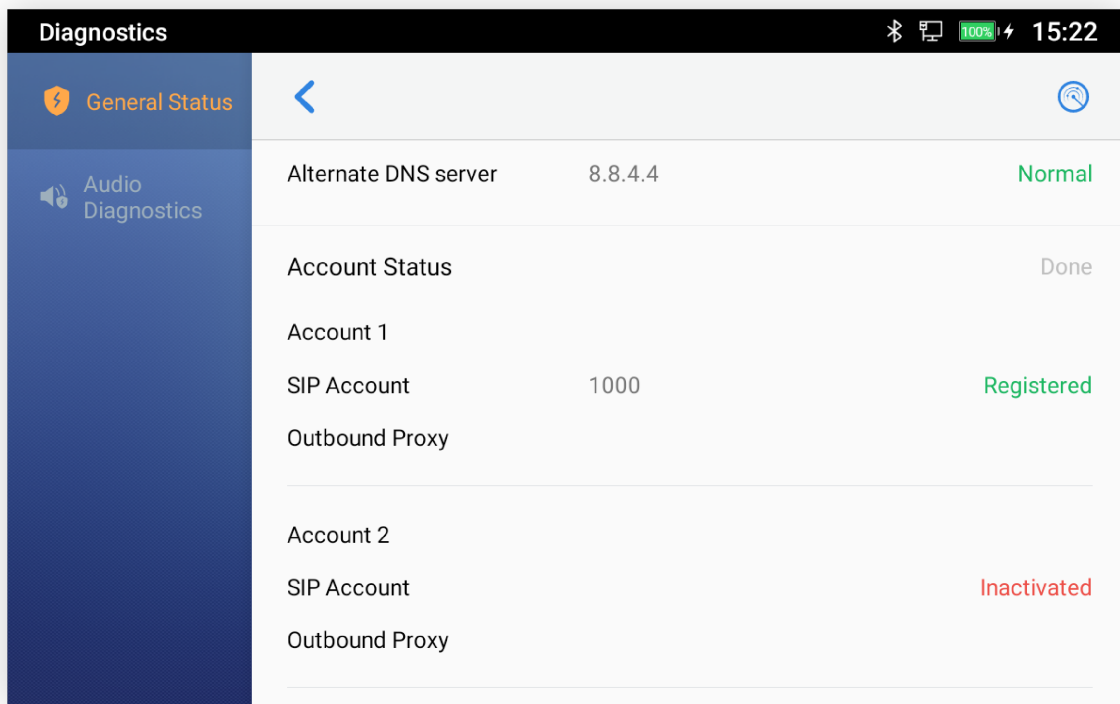 Diagnostics
100%
15:22
General Status
Audio
Diagnostics
Alternate DNS server 8.8.4.4 Normal
Account Status Done
Account 1
SIP Account 1000 Registered
Outbound Proxy
Account 2
SIP Account Inactivated
Outbound Proxy